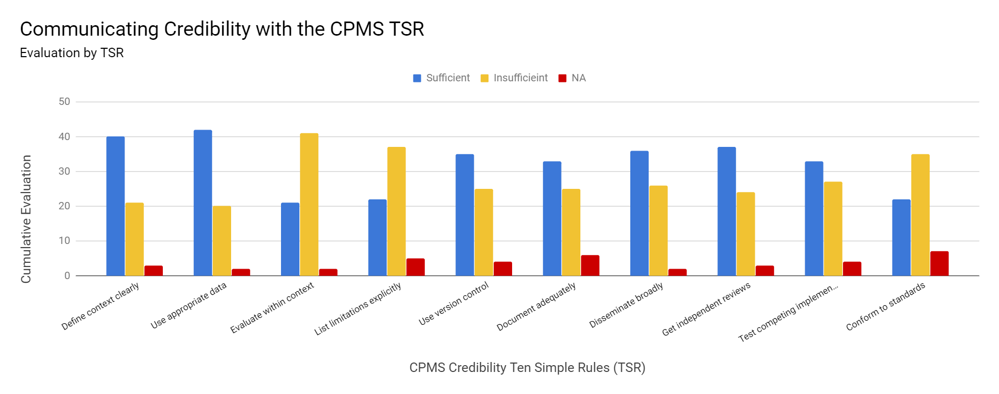 Communicating Credibility with the CPMS TSR
Evaluation by TSR
Sufficient
Insufficieint
NA
50
40
30
20
10
0
Cumulative Evaluation
Define context clearly
Use appropriate data
Evaluate within context
List limitations explicitly
Use version control
Document adequately
Disseminate broadly
Get independent reviews
Test competing implemen...
Conform to standards
CPMS Credibility Ten Simple Rules (TSR)